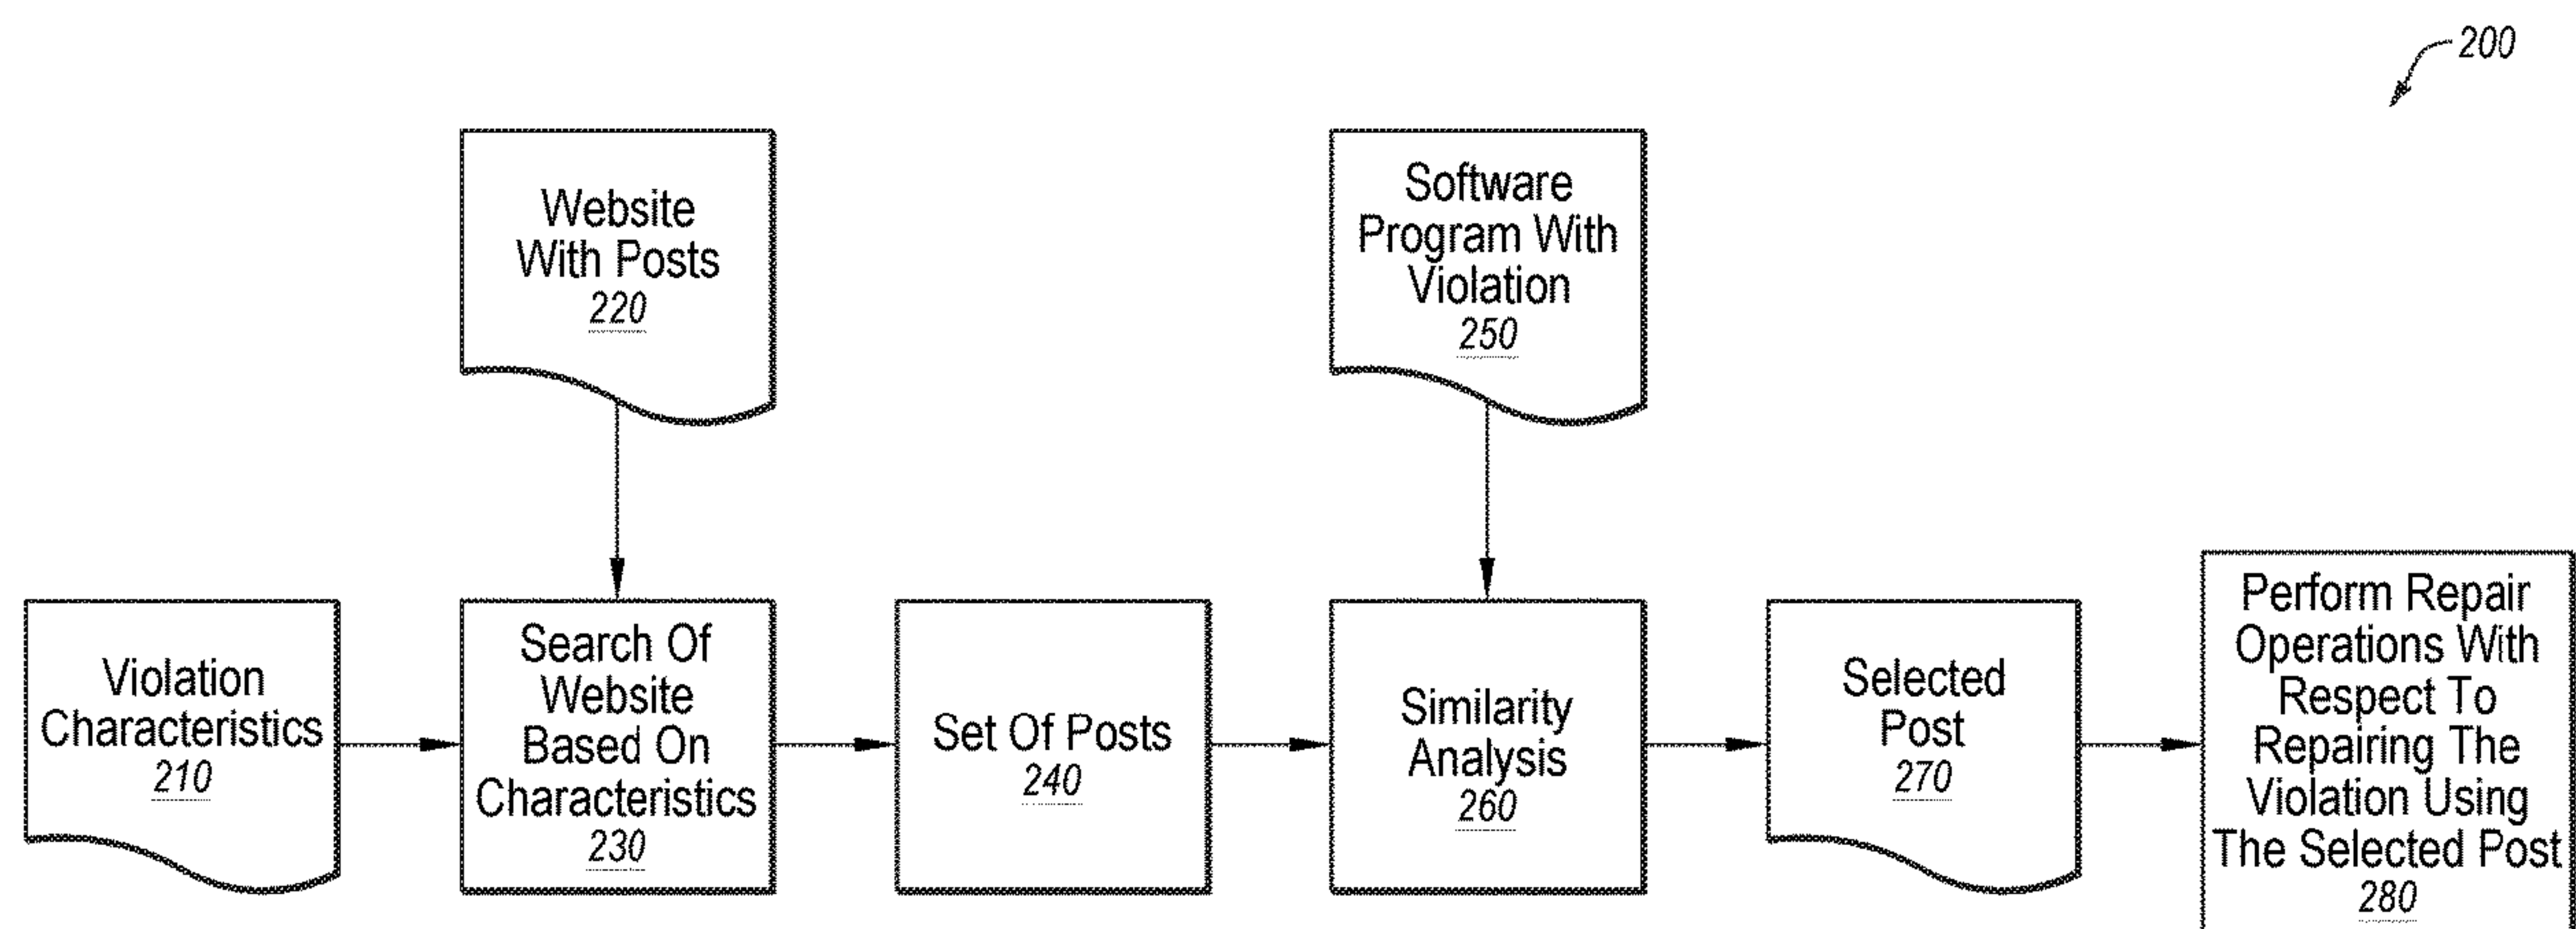 200
Website
With Posts
220
Software
Program With
Violation
250
Violation
Characteristics
210
Search Of
Website
Based On
Characteristics
230
Set Of Posts
240
Similarity
Analysis
260
Selected
Post
270
Perform Repair
Operations With
Respect To
Repairing The
Violation Using
The Selected Post
280